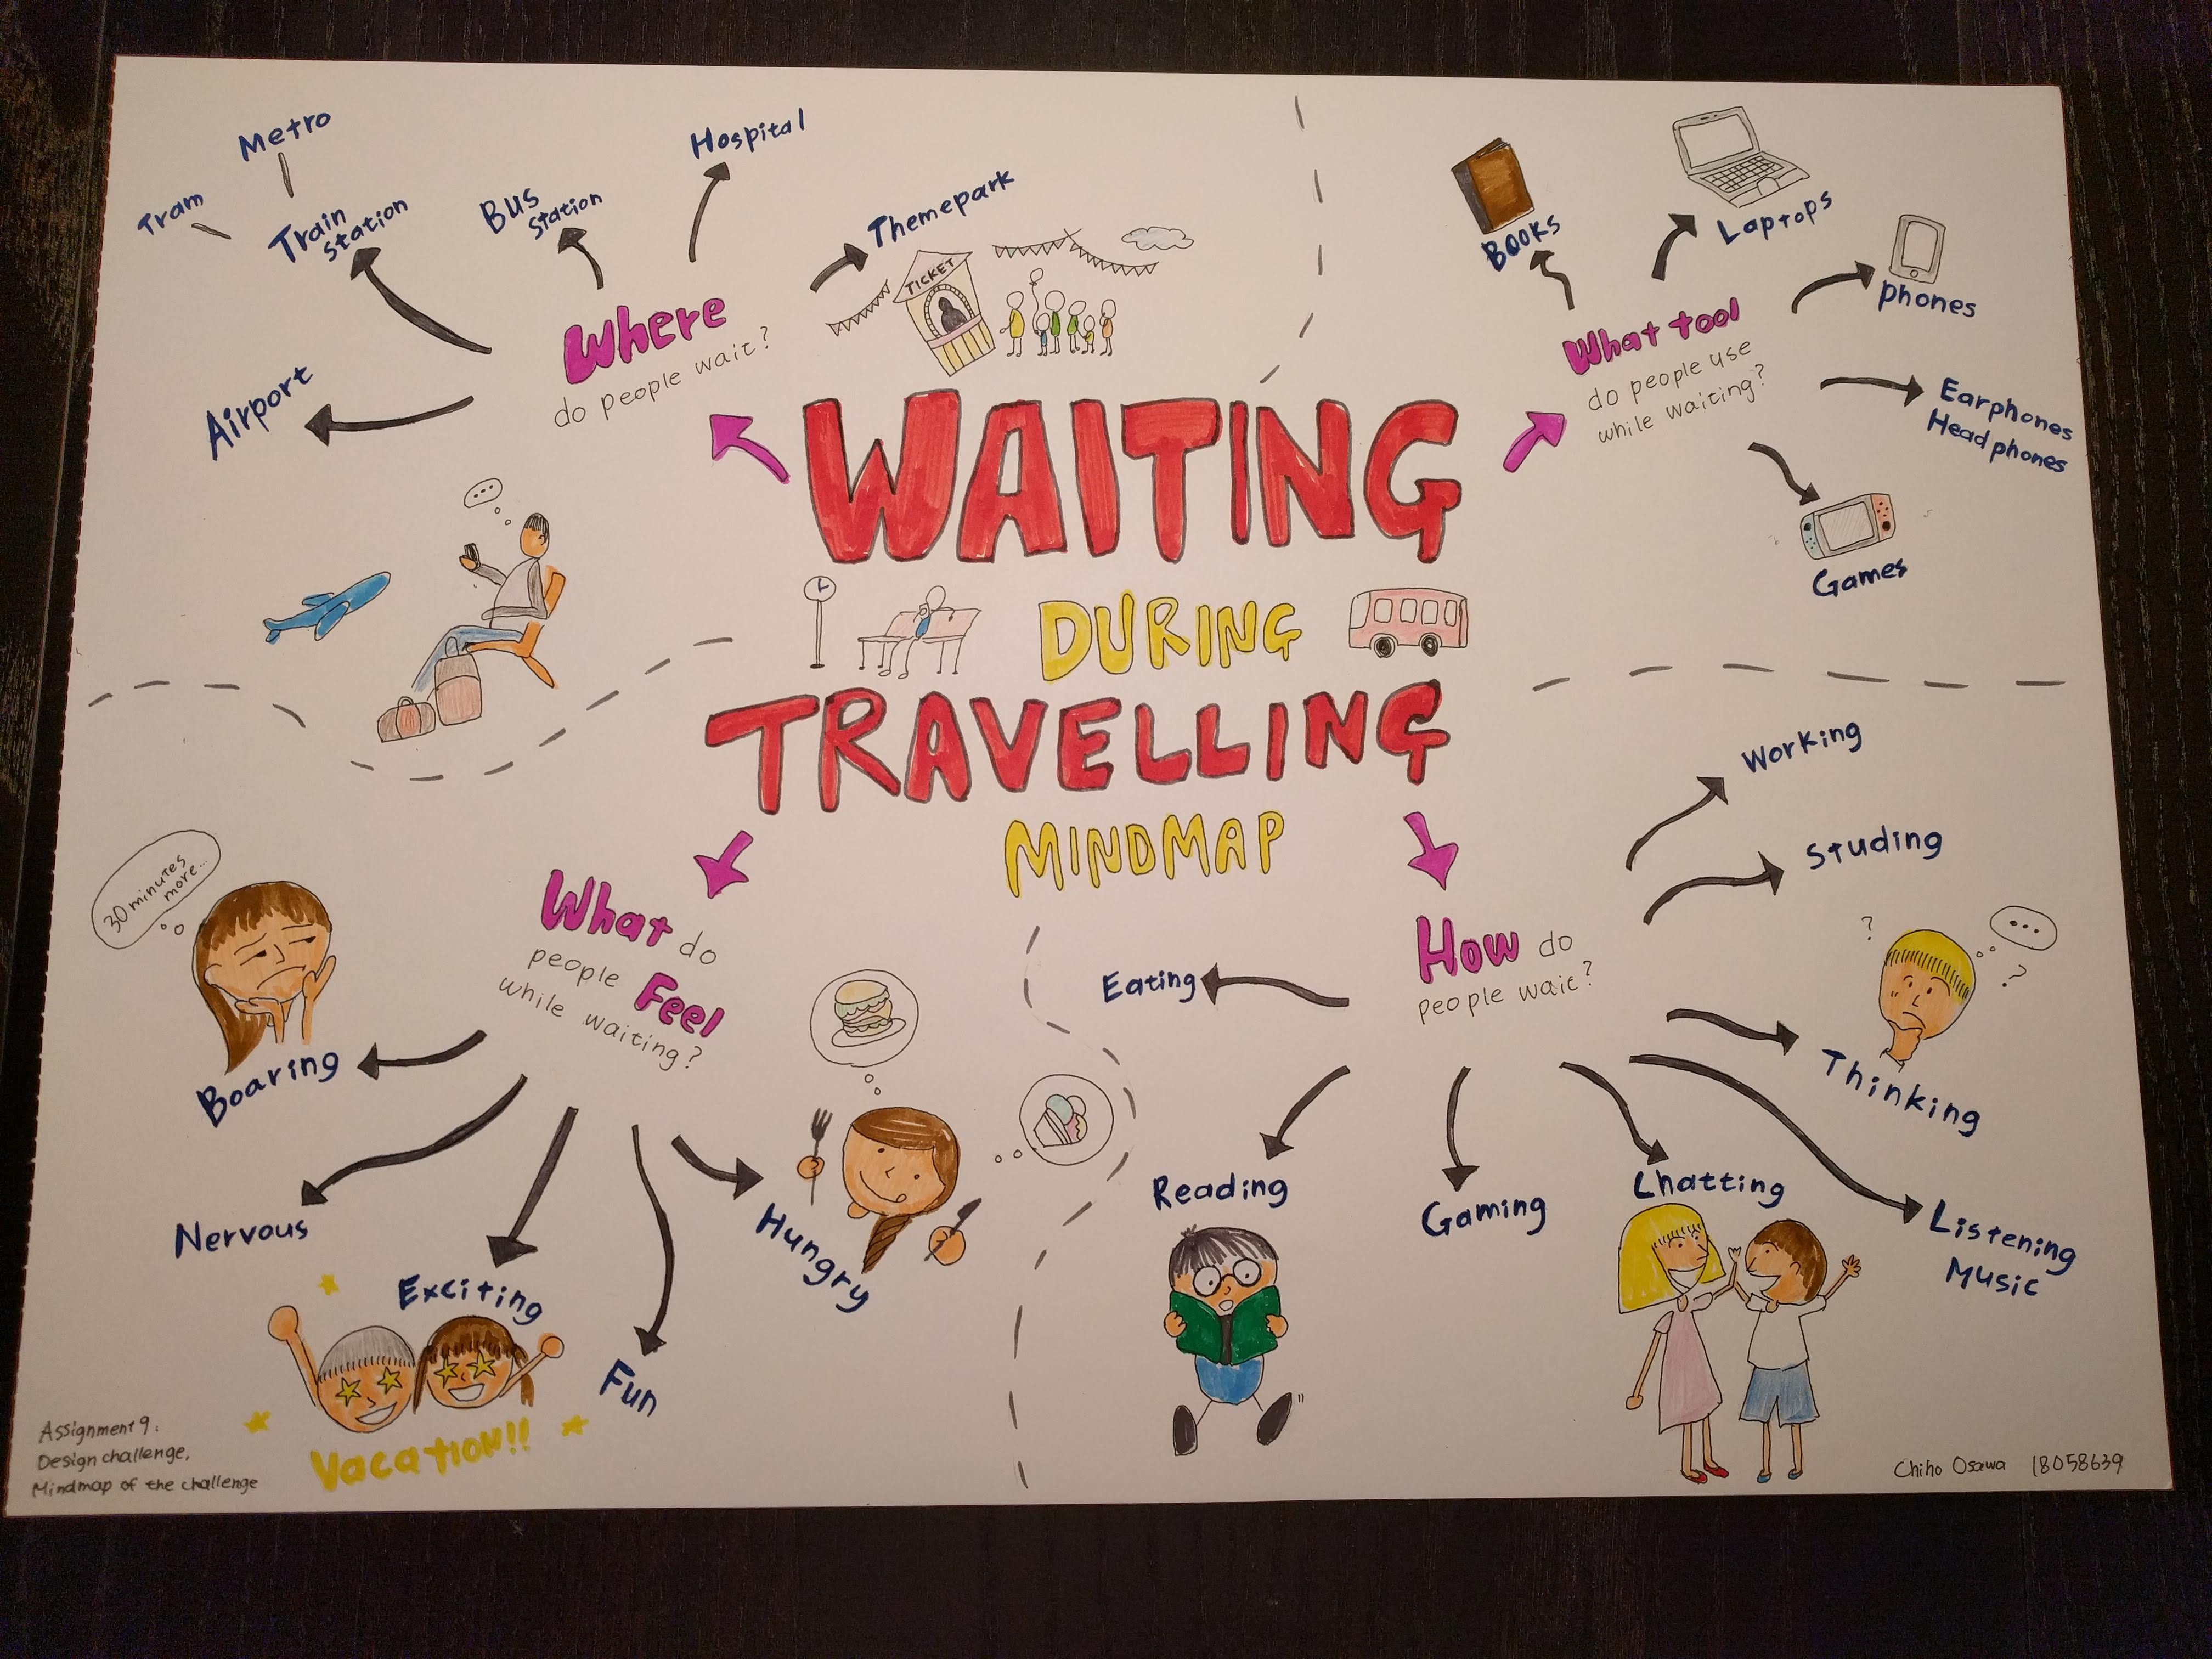 WAITING
DURING
TRAVELLING
MINDMAP
Where
do people wait?
Airport
Train
Station
Tram
Metro
Bus
Station
Hospital
Themepark
TICKET
...
What tool
do people use
while waiting?
Books
Laptops
Phones
Earphones
Headphones
Games
What do
people Feel
while waiting?
30 minutes
more...
Boaring
Nervous
Exciting
Vacation!!
Fun
Hungry
How do
people wait?
Working
Studing
Thinking
?
...
?
Listening
Music
Chatting
Gaming
Reading
Eating
Assignment 9:
Design challenge,
Mindmap of the challenge
Chiho Osawa 18058639